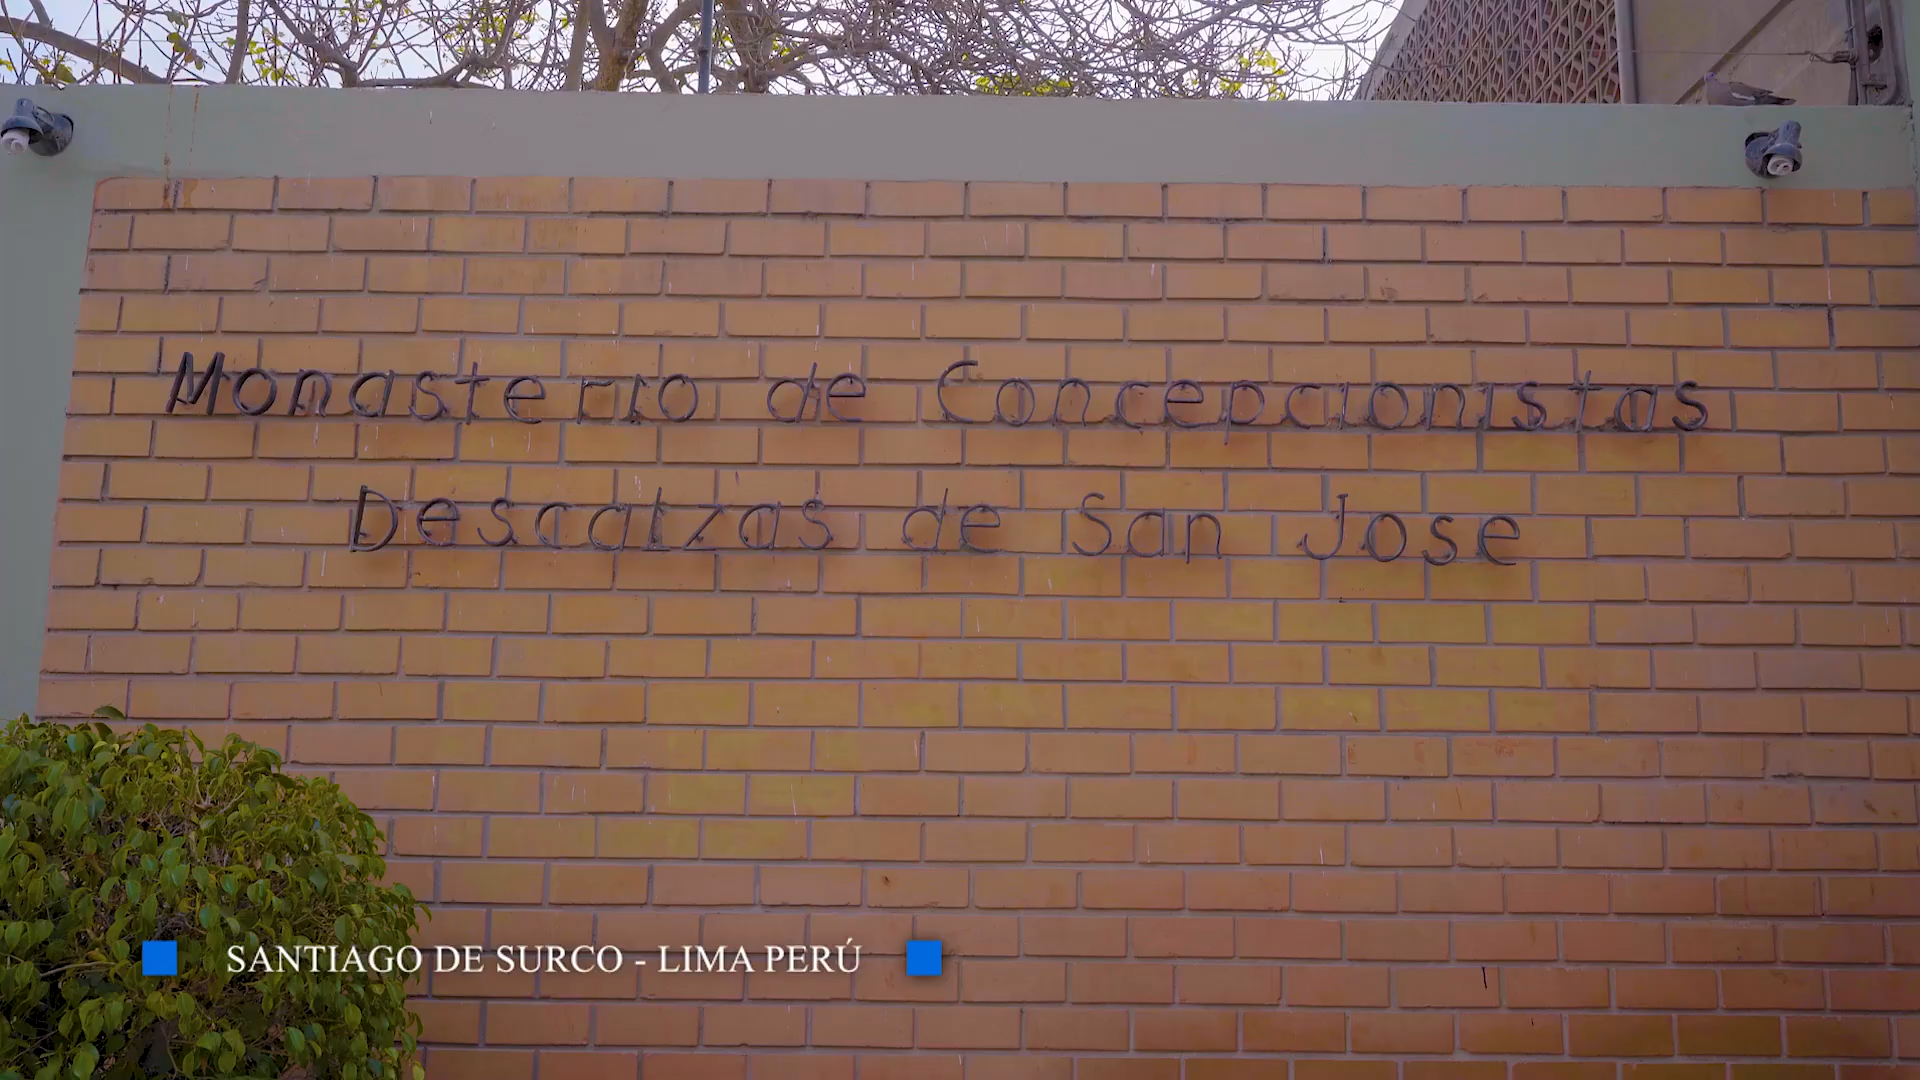 Monasterio de Concepcionistas
Descalzas de San Jose
SANTIAGO DE SURCO - LIMA PERÚ